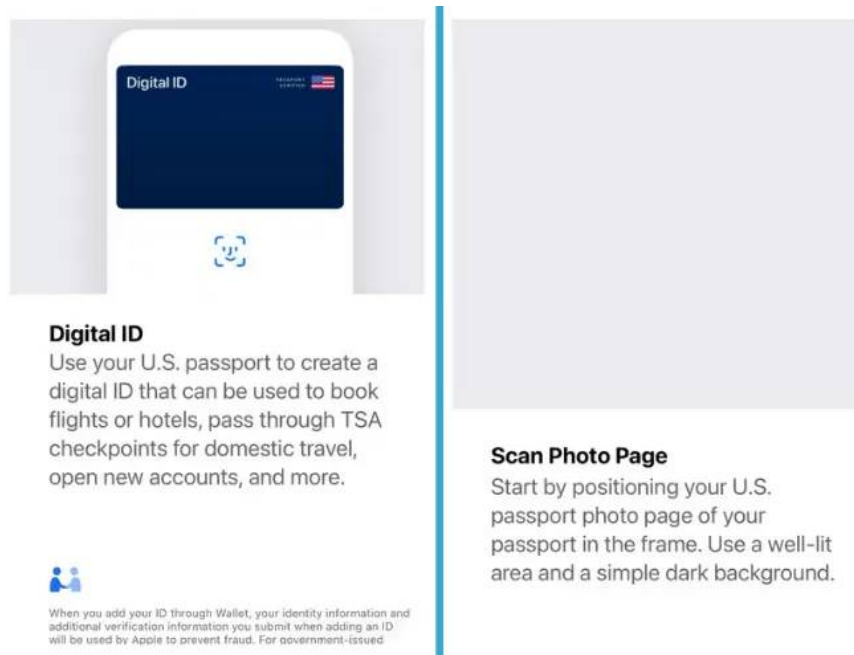 Digital ID
PASSPORT
VERIFIED
Digital ID
Use your U.S. passport to create a
digital ID that can be used to book
flights or hotels, pass through TSA
checkpoints for domestic travel,
open new accounts, and more.
When you add your ID through Wallet, your identity information and
additional verification information you submit when adding an ID
will be used by Apple to prevent fraud. For government-issued
Scan Photo Page
Start by positioning your U.S.
passport photo page of your
passport in the frame. Use a well-lit
area and a simple dark background.